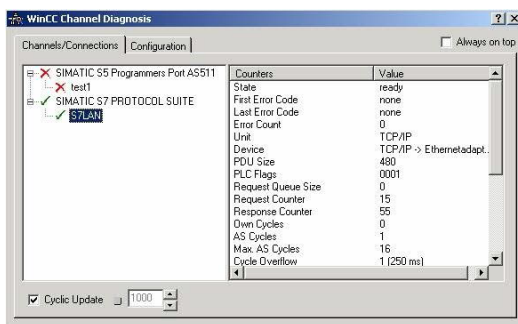 WinCC Channel Diagnosis
Channels/Connections Configuration Always on top
SIMATIC S5 Programmers Port AS511
test1
SIMATIC S7 PROTOCOL SUITE
S7LAN
Counters Value
State ready
First Error Code none
Last Error Code none
Error Count 0
Unit TCP/IP
Device TCP/IP -> Ethernetadapt..
PDU Size 480
PLC Flags 0001
Request Queue Size 0
Request Counter 15
Response Counter 55
Own Cycles 0
AS Cycles 1
Max. AS Cycles 16
Cycle Overflow 1 (250 ms)
Cyclic Update 1000